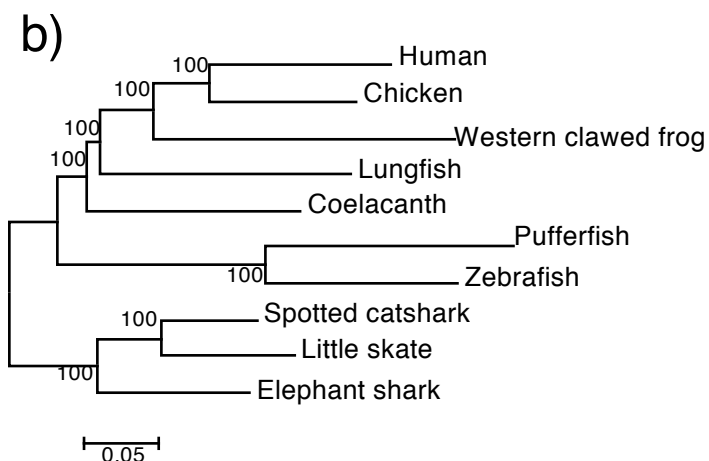 b)
100
Human
Chicken
100
Western clawed frog
100
Lungfish
100
Coelacanth
Pufferfish
100
Zebrafish
100
Spotted catshark
Little skate
100
Elephant shark
0.05